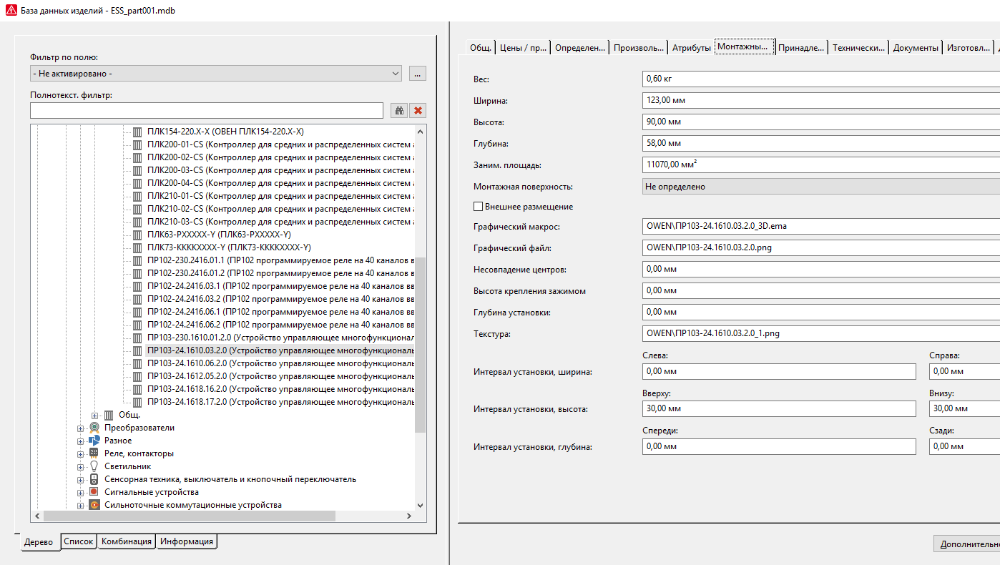 База данных изделий - ESS_part001.mdb
Фильтр по полю:
- Не активировано -
...
Полнотекст. фильтр:
ПЛК154-220.X-X (ОВЕН ПЛК154-220.X-X)
ПЛК200-01-CS (Контроллер для средних и распределенных систем а
ПЛК200-02-CS (Контроллер для средних и распределенных систем а
ПЛК200-03-CS (Контроллер для средних и распределенных систем а
ПЛК200-04-CS (Контроллер для средних и распределенных систем а
ПЛК210-01-CS (Контроллер для средних и распределенных систем а
ПЛК210-02-CS (Контроллер для средних и распределенных систем а
ПЛК210-03-CS (Контроллер для средних и распределенных систем а
ПЛК63-PXXXXX-Y (ПЛК63-PXXXXX-Y)
ПЛК73-KKKKXXXX-Y (ПЛК73-KKKKXXXX-Y)
ПР102-230.2416.01.1 (ПР102 программируемое реле на 40 каналов вв
ПР102-230.2416.01.2 (ПР102 программируемое реле на 40 каналов вв
ПР102-24.2416.03.1 (ПР102 программируемое реле на 40 каналов вв
ПР102-24.2416.03.2 (ПР102 программируемое реле на 40 каналов вв
ПР102-24.2416.06.1 (ПР102 программируемое реле на 40 каналов вв
ПР102-24.2416.06.2 (ПР102 программируемое реле на 40 каналов вв
ПР103-230.1610.01.2.0 (Устройство управляющее многофункционал
ПР103-24.1610.03.2.0 (Устройство управляющее многофункциональ
ПР103-24.1610.06.2.0 (Устройство управляющее многофункциональ
ПР103-24.1612.05.2.0 (Устройство управляющее многофункциональ
ПР103-24.1618.16.2.0 (Устройство управляющее многофункциональ
ПР103-24.1618.17.2.0 (Устройство управляющее многофункциональ
Общ.
Преобразователи
Разное
Реле, контакторы
Светильник
Сенсорная техника, выключатель и кнопочный переключатель
Сигнальные устройства
Сильноточные коммутационные устройства
Дерево Список Комбинация Информация
Общ. Цены / пр... Определен... Произволь... Атрибуты Монтажны... Принадле... Технически... Документы Изготовл...
Вес: 0,60 кг
Ширина: 123,00 мм
Высота: 90,00 мм
Глубина: 58,00 мм
Заним. площадь: 11070,00 мм²
Монтажная поверхность: Не определено
Внешнее размещение
Графический макрос: OWEN\ПР103-24.1610.03.2.0_3D.ema
Графический файл: OWEN\ПР103-24.1610.03.2.0.png
Несовпадение центров: 0,00 мм
Высота крепления зажимом 0,00 мм
Глубина установки: 0,00 мм
Текстура: OWEN\ПР103-24.1610.03.2.0_1.png
Слева: Справа:
Интервал установки, ширина: 0,00 мм 0,00 мм
Вверху: Внизу:
Интервал установки, высота: 30,00 мм 30,00 мм
Спереди: Сзади:
Интервал установки, глубина: 0,00 мм 0,00 мм
Дополнительн